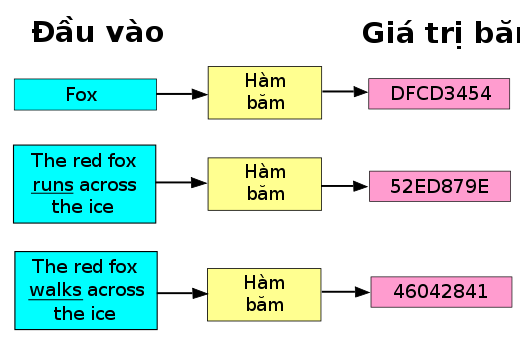 Đầu vào
Giá trị băm
Fox
Hàm
băm
DFCD3454
The red fox
runs across
the ice
Hàm
băm
52ED879E
The red fox
walks across
the ice
Hàm
băm
46042841